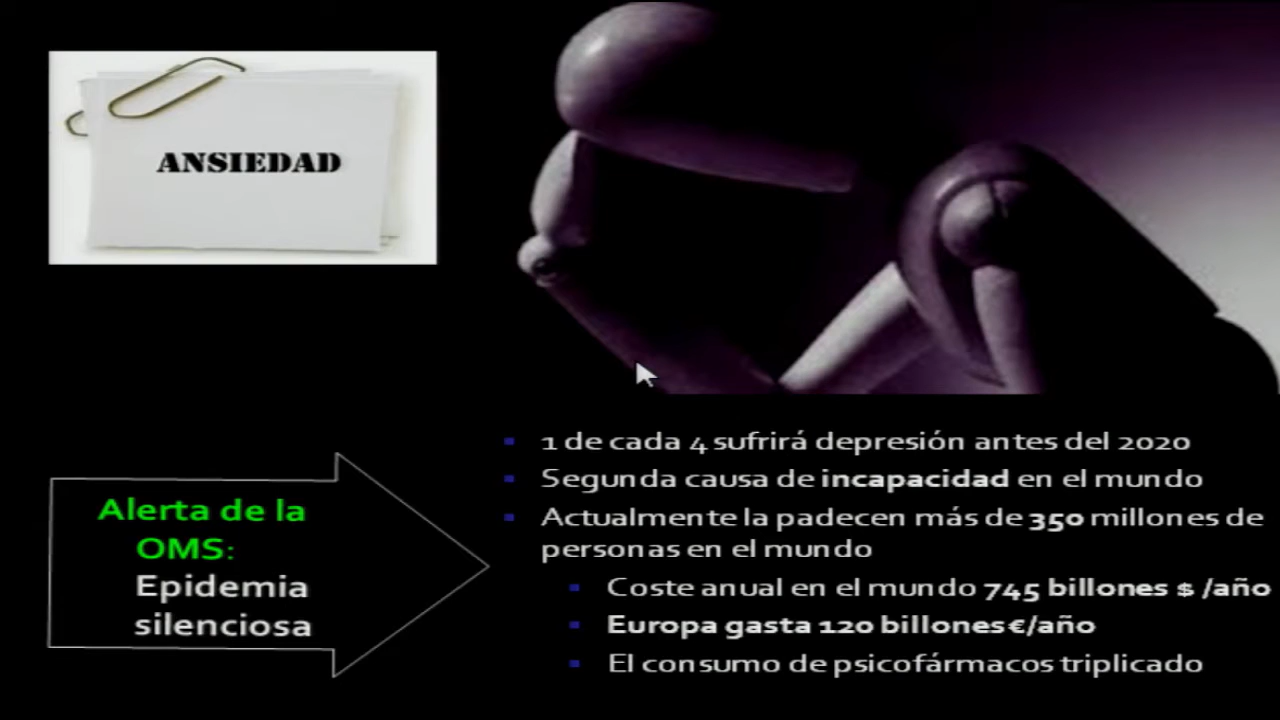 ANSIEDAD
Alerta de la
OMS:
Epidemia
silenciosa
1 de cada 4 sufrirá depresión antes del 2020
Segunda causa de incapacidad en el mundo
Actualmente la padecen más de 350 millones de
personas en el mundo
Coste anual en el mundo 745 billones $ /año
Europa gasta 120 billones€/año
El consumo de psicofármacos triplicado